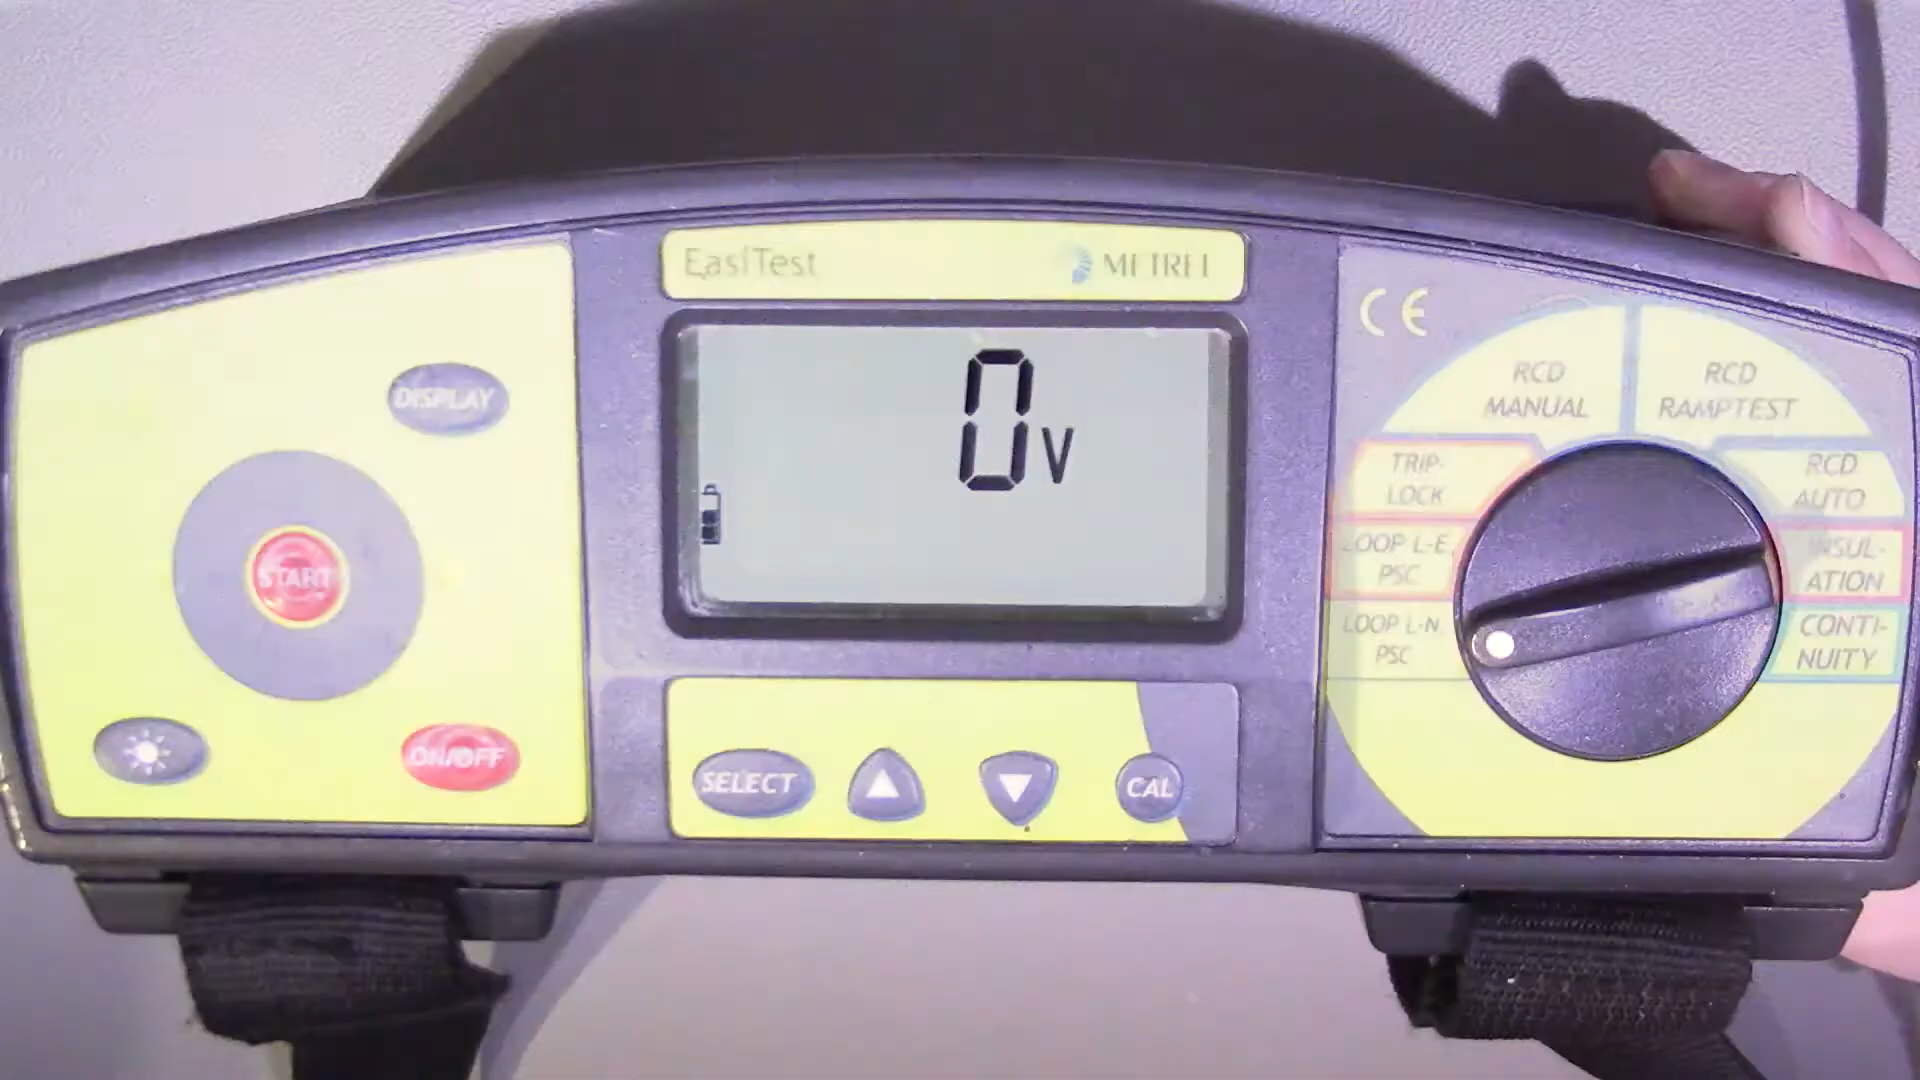 EasiTest METREL
CE
RCD
MANUAL
RCD
RAMPTEST
DISPLAY
0V
TRIP-
LOCK
RCD
AUTO
LOOP L-E
PSC
INSUL-
ATION
START
LOOP L-N
PSC
CONTI-
NUITY
ON/OFF
SELECT
CAL